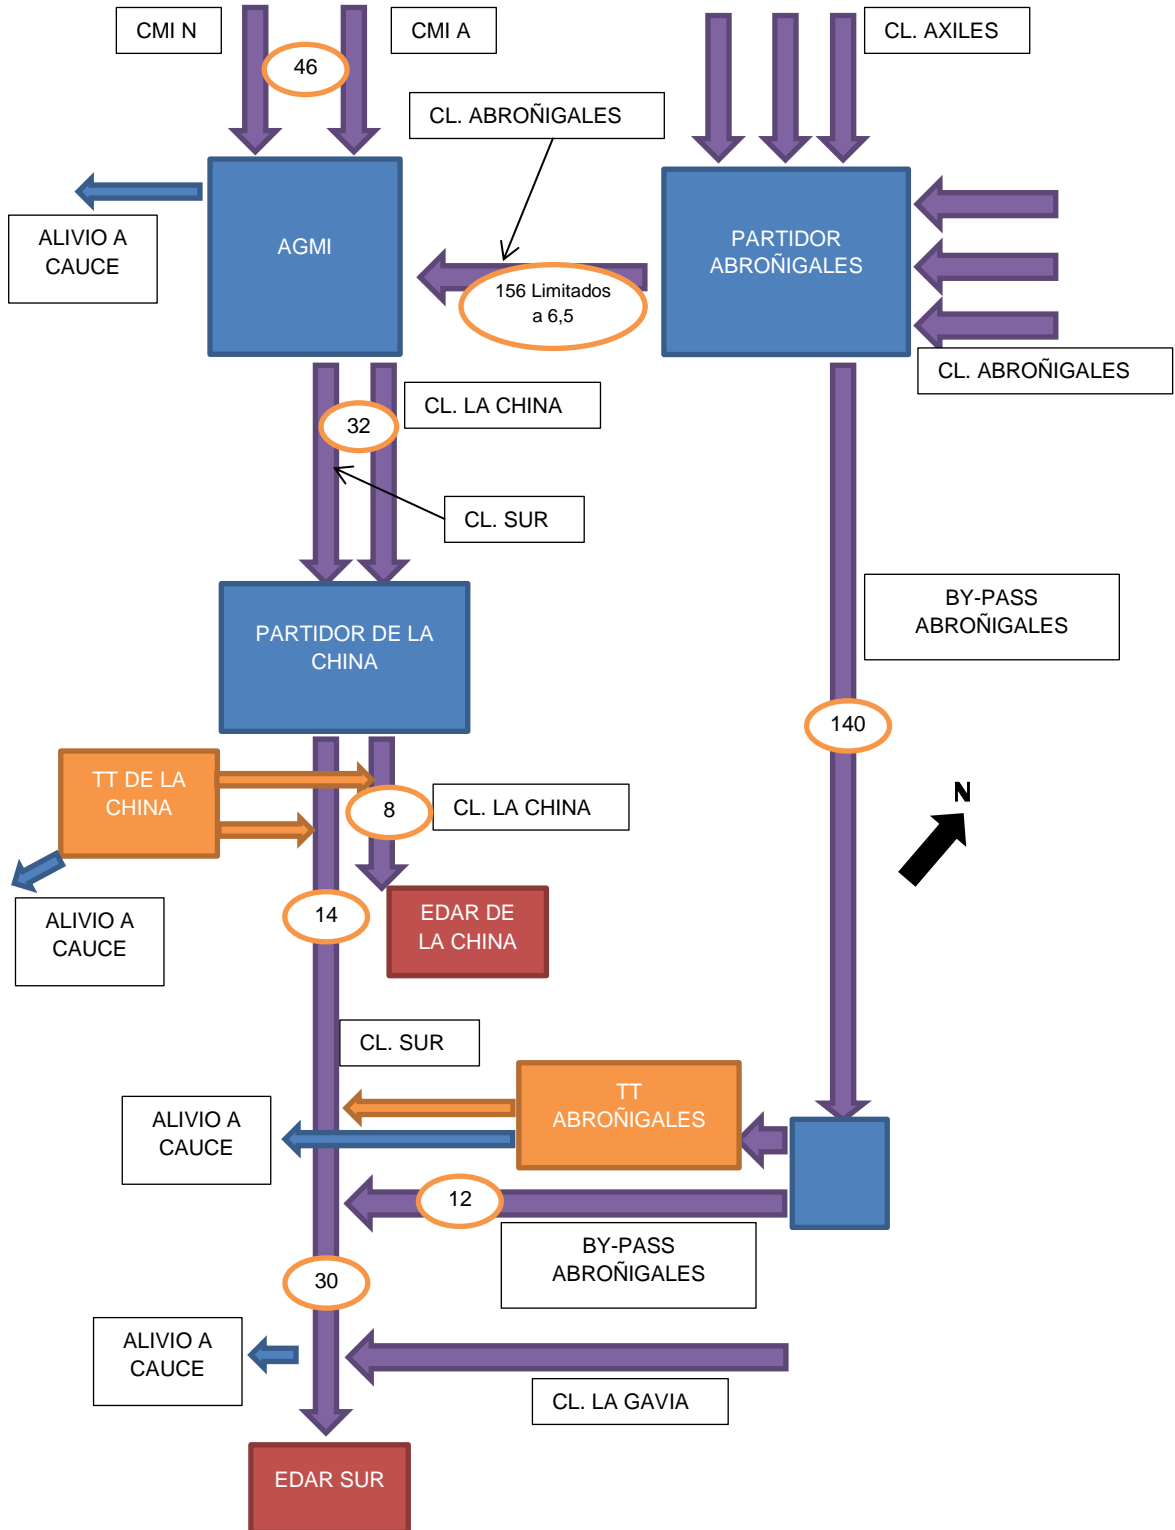 CMI N
CMI A
CL. AXILES
46
CL. ABROÑIGALES
ALIVIO A
CAUCE
AGMI
PARTIDOR
ABROÑIGALES
156 Limitados
a 6,5
CL. ABROÑIGALES
CL. LA CHINA
32
CL. SUR
BY-PASS
ABROÑIGALES
PARTIDOR DE LA
CHINA
140
TT DE LA
CHINA
8
CL. LA CHINA
N
ALIVIO A
CAUCE
14
EDAR DE
LA CHINA
CL. SUR
ALIVIO A
CAUCE
TT
ABROÑIGALES
12
BY-PASS
ABROÑIGALES
30
ALIVIO A
CAUCE
CL. LA GAVIA
EDAR SUR